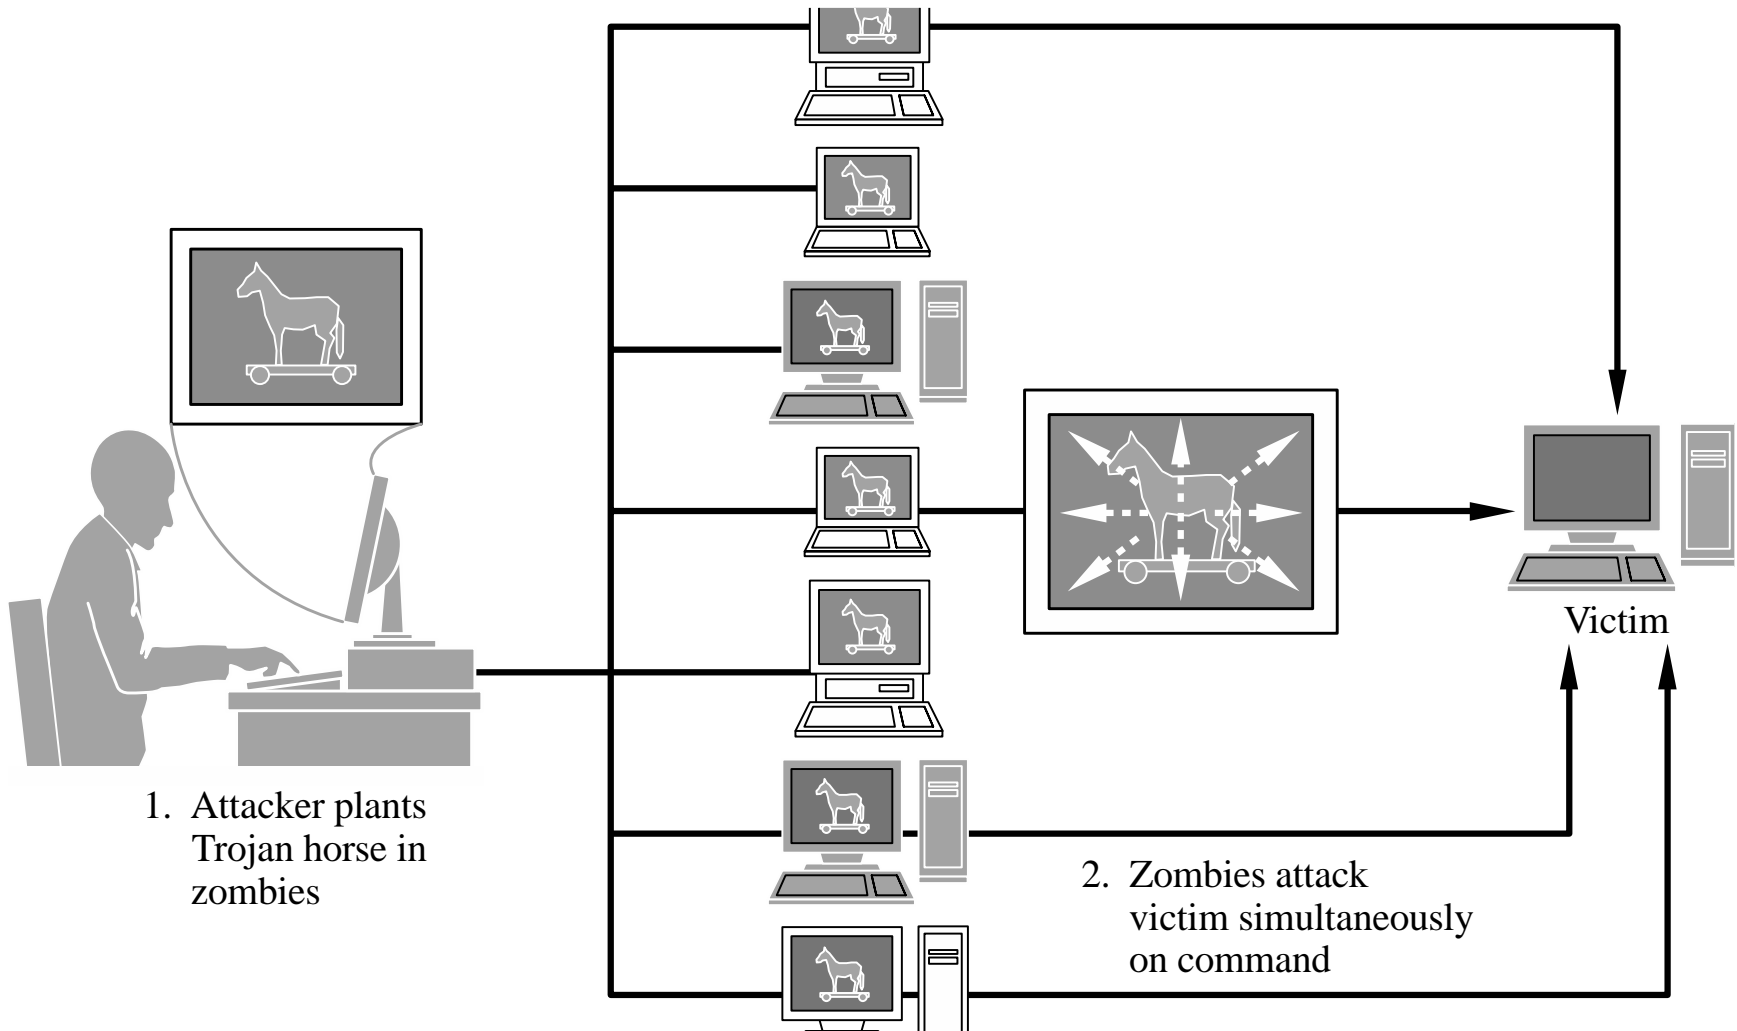 Victim
1. Attacker plants
Trojan horse in
zombies
2. Zombies attack
victim simultaneously
on command